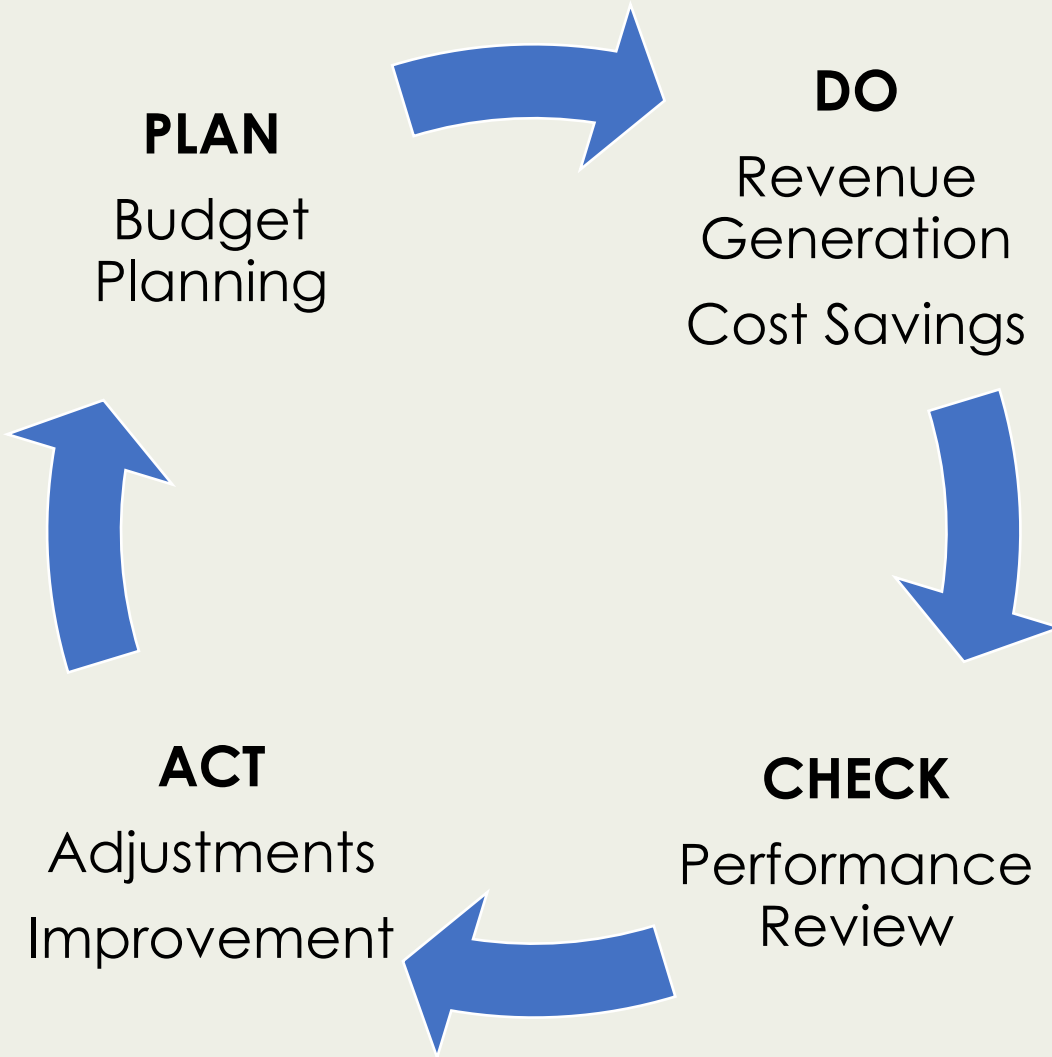 PLAN
Budget
Planning
DO
Revenue
Generation
Cost Savings
CHECK
Performance
Review
ACT
Adjustments
Improvement